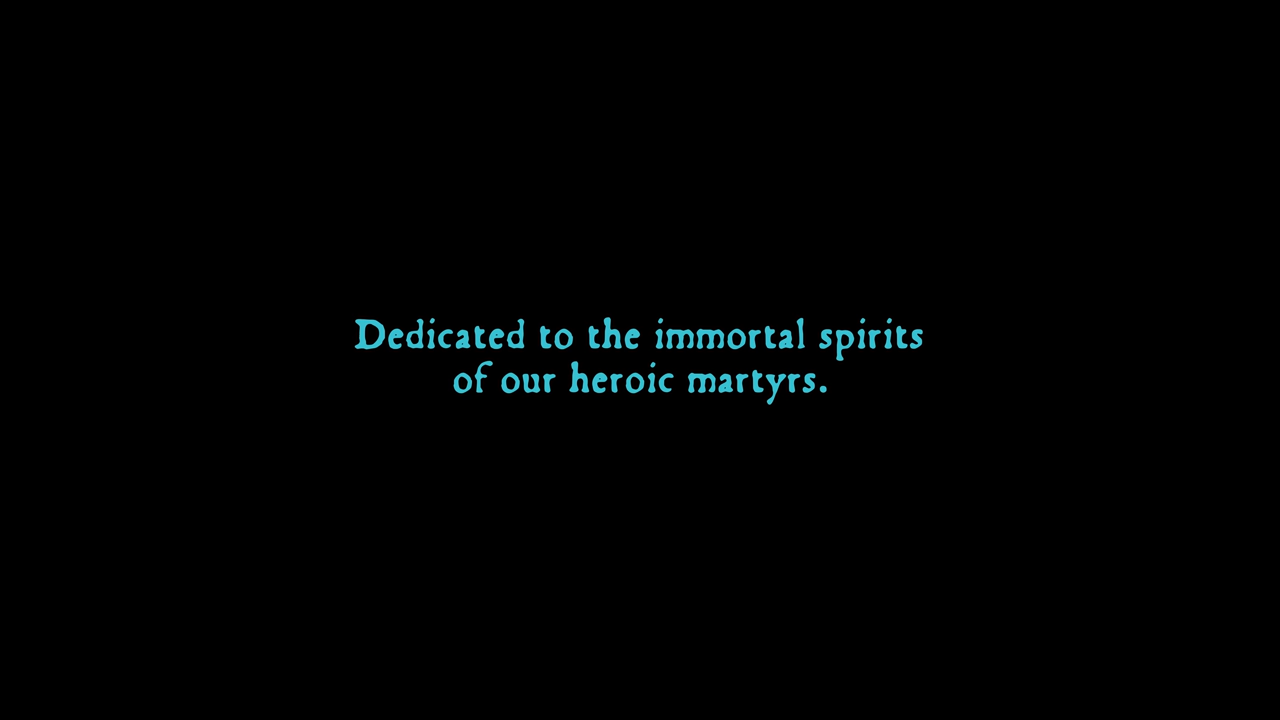 Dedicated to the immortal spirits
of our heroic martyrs.